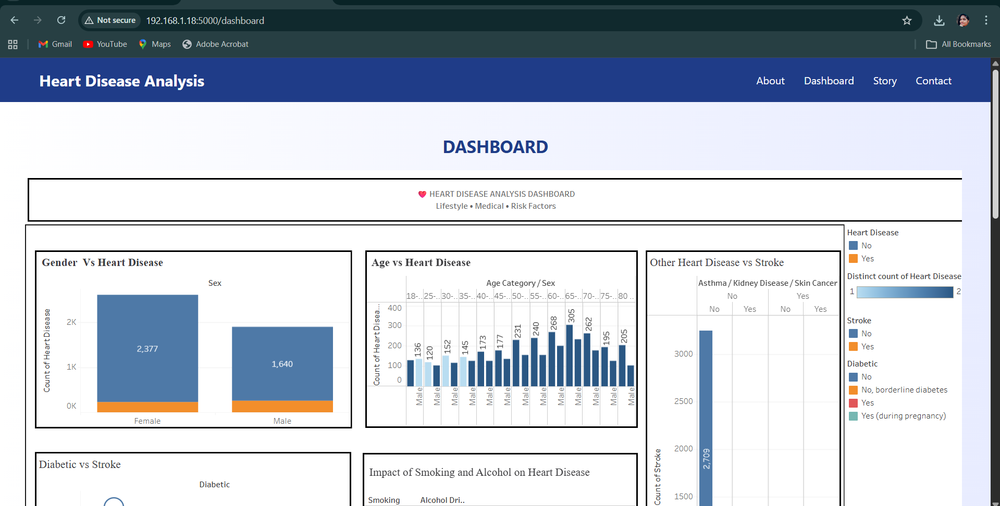 Not secure
192.168.1.18:5000/dashboard
Gmail
YouTube
Maps
Adobe Acrobat
All Bookmarks
Heart Disease Analysis
About
Dashboard
Story
Contact
DASHBOARD
HEART DISEASE ANALYSIS DASHBOARD
Lifestyle • Medical • Risk Factors
Gender Vs Heart Disease
Sex
Count of Heart Disease
2K
1K
0K
2,377
1,640
Female
Male
Age vs Heart Disease
Age Category / Sex
18-..
25-..
30-..
35-..
40-..
45-..
50-..
55-..
60-..
65-..
70-..
75-..
80 ..
Count of Heart Disea..
400
300
200
100
0
136
120
152
145
173
177
231
240
268
305
262
195
205
Male
Male
Male
Male
Male
Male
Male
Male
Male
Male
Male
Male
Male
Other Heart Disease vs Stroke
Asthma / Kidney Disease / Skin Cancer
No
Yes
No
Yes
No
Yes
Count of Stroke
3000
2500
2000
1500
2,709
Heart Disease
No
Yes
Distinct count of Heart Disease
1
2
Stroke
No
Yes
Diabetic
No
No, borderline diabetes
Yes
Yes (during pregnancy)
Diabetic vs Stroke
Diabetic
Impact of Smoking and Alcohol on Heart Disease
Smoking
Alcohol Dri..